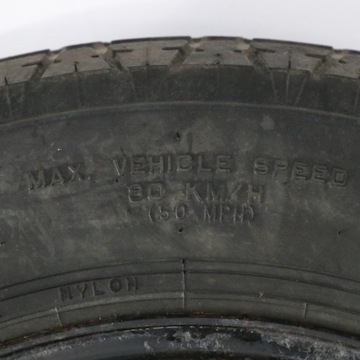 MAX. VEHICLE SPEED
80 KM/H
(50 MPH)
NYLON